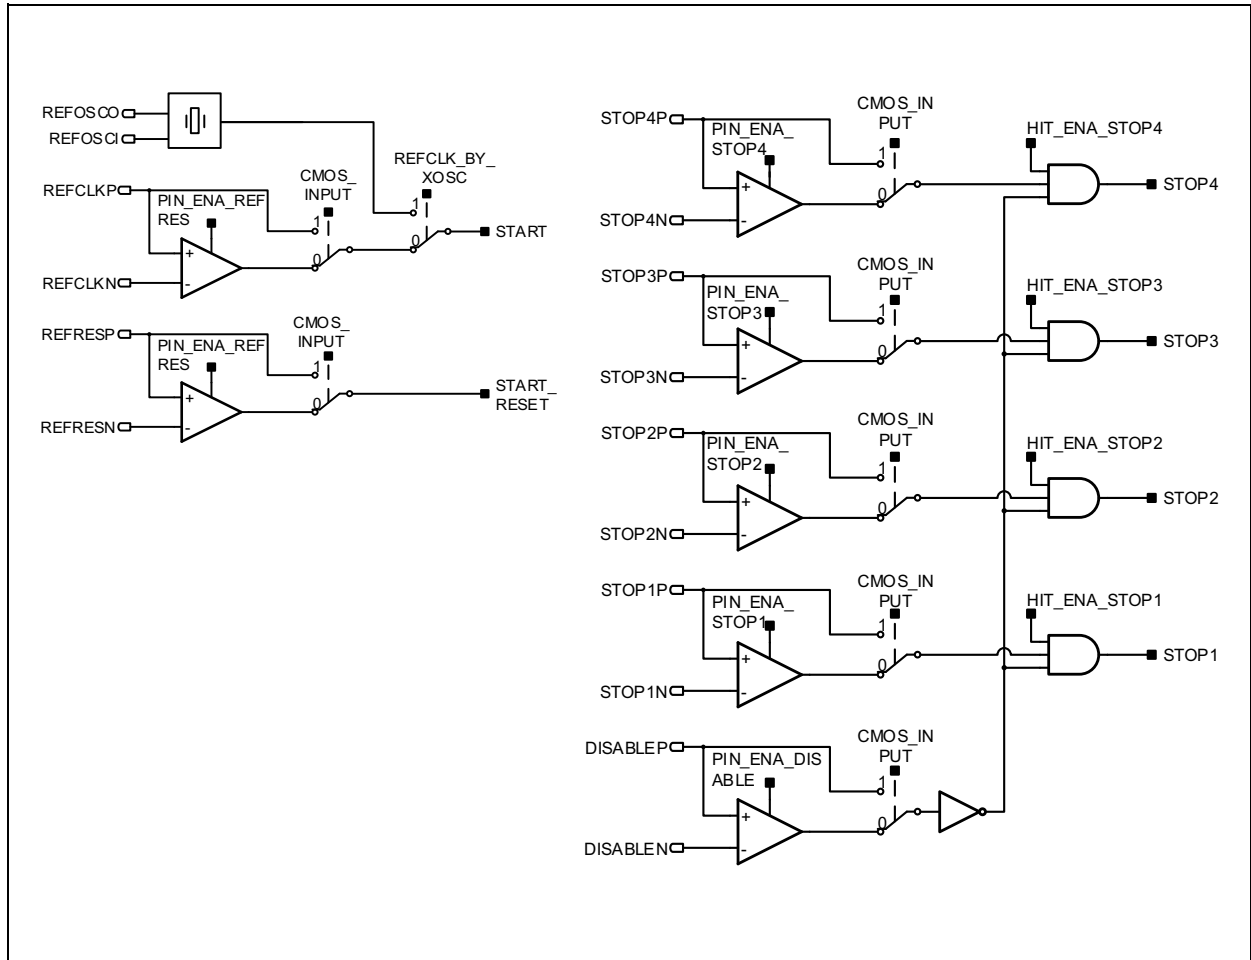 REFOSCO
REFOSCI
REFCLKP
PIN_ENA_REF
RES
+
-
REFCLKN
CMOS_
INPUT
1
0
REFCLK_BY_
XOSC
1
0
START
REFRESP
PIN_ENA_REF
RES
+
-
REFRESN
CMOS_
INPUT
1
0
START_
RESET
STOP4P
PIN_ENA_
STOP4
+
-
STOP4N
CMOS_IN
PUT
1
0
HIT_ENA_STOP4
STOP4
STOP3P
PIN_ENA_
STOP3
+
-
STOP3N
CMOS_IN
PUT
1
0
HIT_ENA_STOP3
STOP3
STOP2P
PIN_ENA_
STOP2
+
-
STOP2N
CMOS_IN
PUT
1
0
HIT_ENA_STOP2
STOP2
STOP1P
PIN_ENA_
STOP1
+
-
STOP1N
CMOS_IN
PUT
1
0
HIT_ENA_STOP1
STOP1
DISABLEP
PIN_ENA_DIS
ABLE
+
-
DISABLEN
CMOS_IN
PUT
1
0